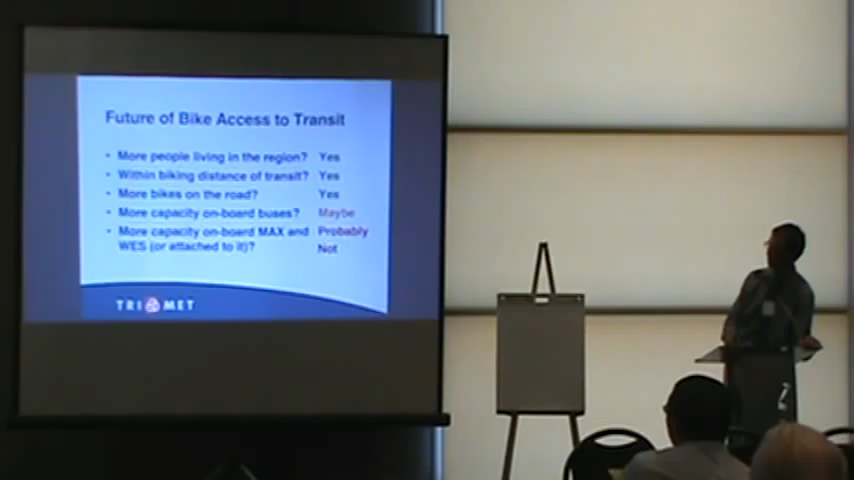 Future of Bike Access to Transit
• More people living in the region? Yes
• Within biking distance of transit? Yes
• More bikes on the road? Yes
• More capacity on-board buses? Maybe
• More capacity on-board MAX and Probably
WES (or attached to it)? Not
TRI MET